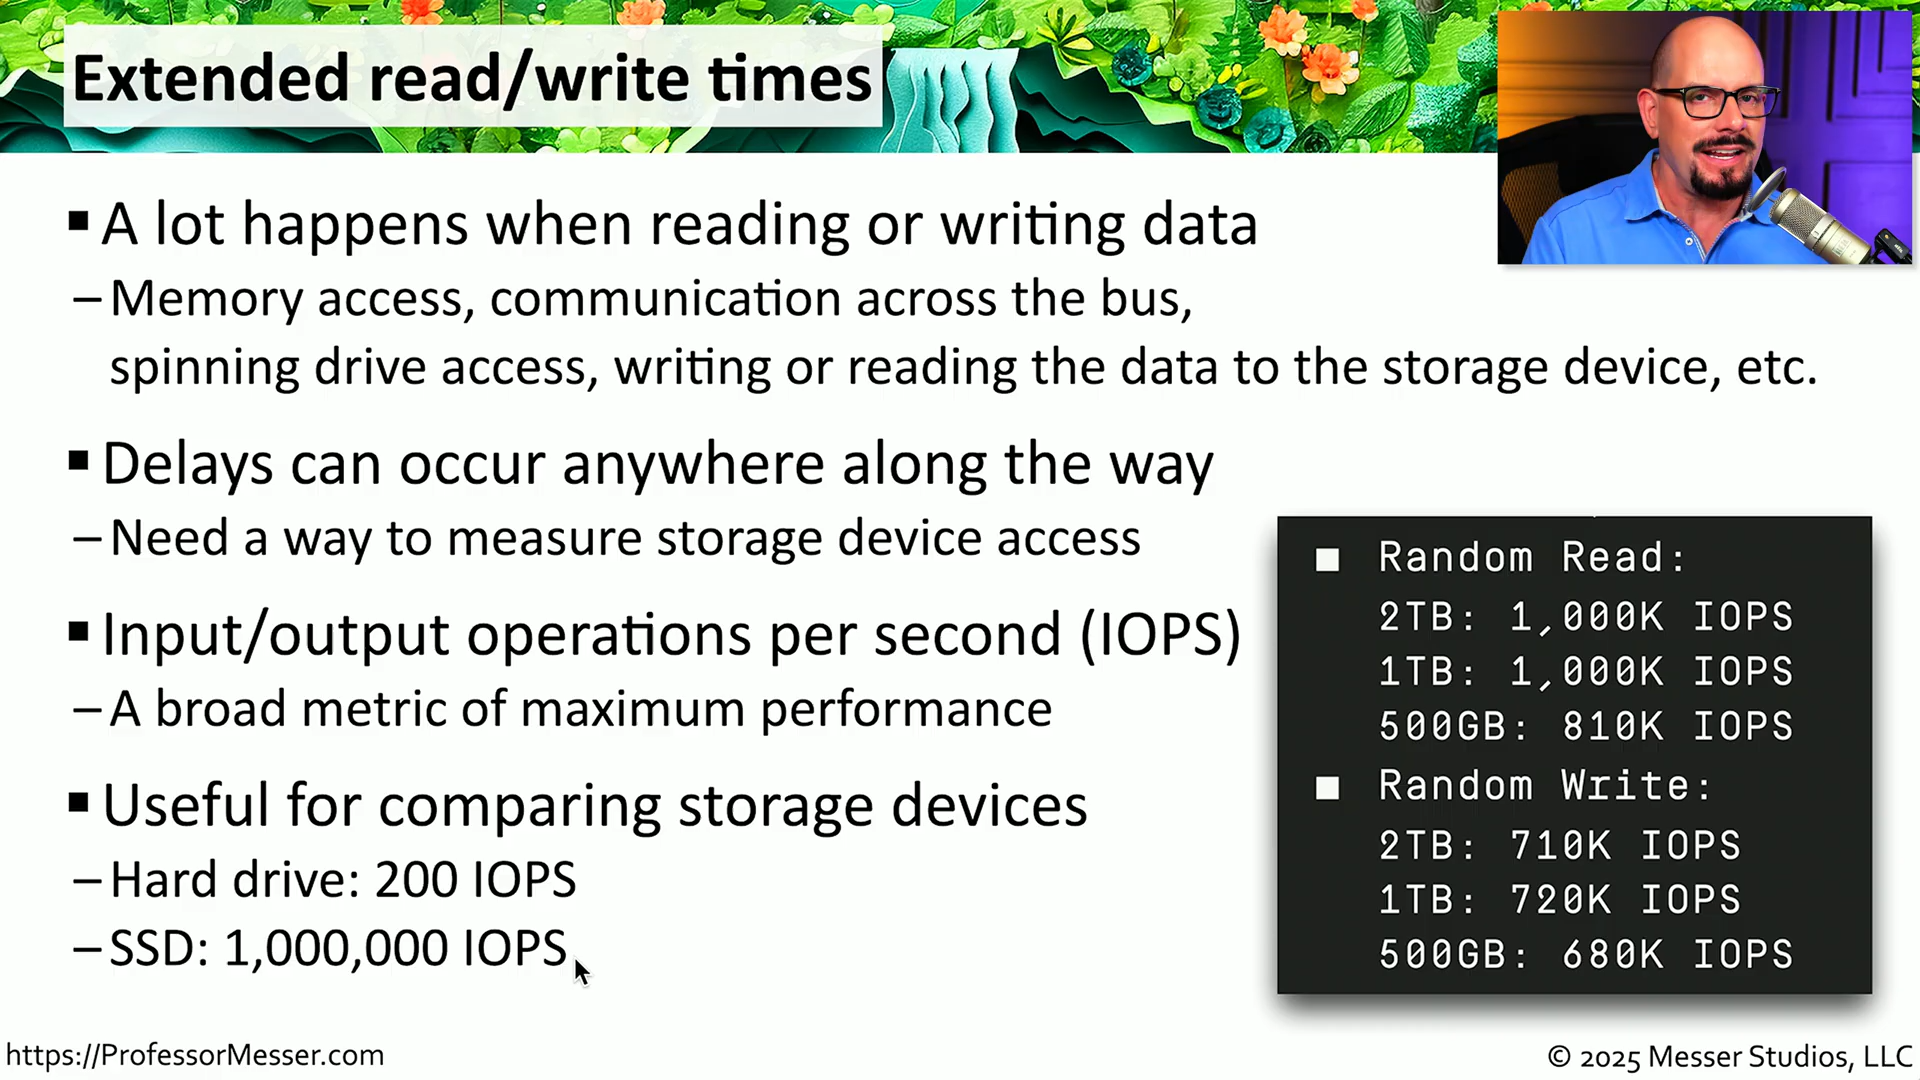 Extended read/write times
▪ A lot happens when reading or writing data
– Memory access, communication across the bus,
spinning drive access, writing or reading the data to the storage device, etc.
▪ Delays can occur anywhere along the way
– Need a way to measure storage device access
▪ Input/output operations per second (IOPS)
– A broad metric of maximum performance
▪ Useful for comparing storage devices
– Hard drive: 200 IOPS
– SSD: 1,000,000 IOPS
■ Random Read:
2TB: 1,000K IOPS
1TB: 1,000K IOPS
500GB: 810K IOPS
■ Random Write:
2TB: 710K IOPS
1TB: 720K IOPS
500GB: 680K IOPS
https://ProfessorMesser.com
© 2025 Messer Studios, LLC